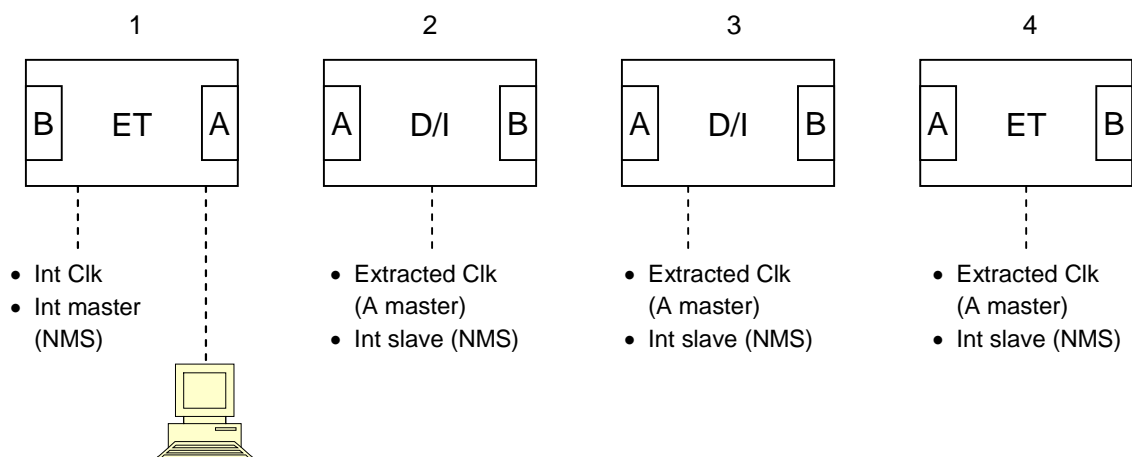 1 2 3 4
B ET A A D/I B A D/I B A ET B
• Int Clk
• Int master
(NMS)
• Extracted Clk
(A master)
• Int slave (NMS)
• Extracted Clk
(A master)
• Int slave (NMS)
• Extracted Clk
(A master)
• Int slave (NMS)